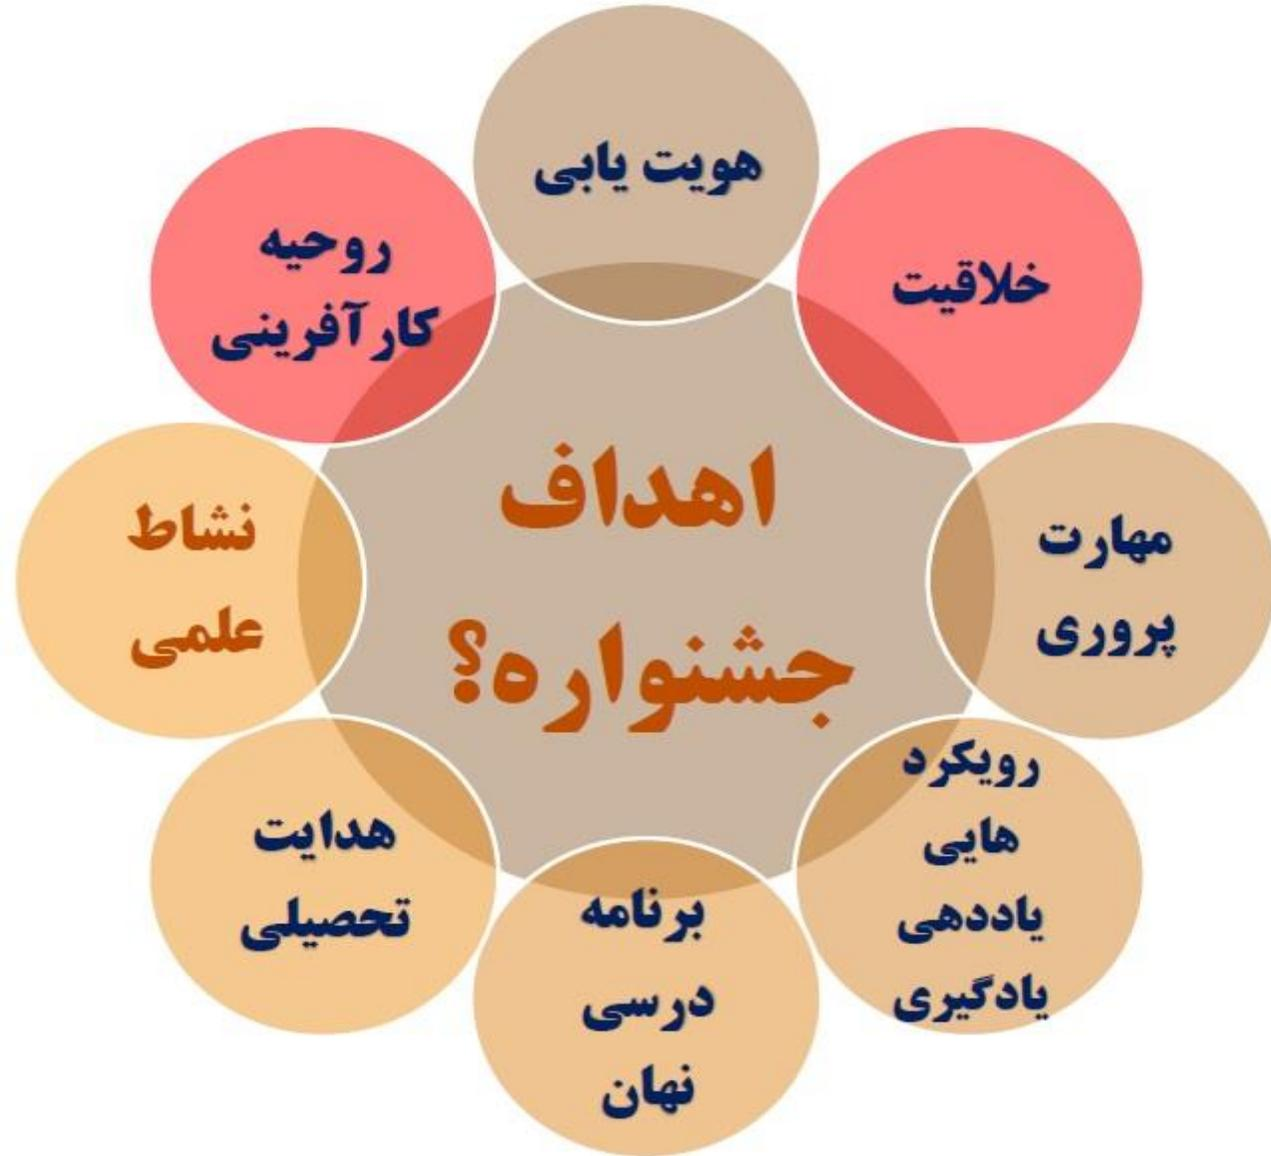 هویت یابی
خلاقیت
مهارت
پروری
رویکرد
هایی
یاددهی
یادگیری
برنامه
درسی
نهان
هدایت
تحصیلی
نشاط
علمی
روحیه
کارآفرینی
اهداف
جشنواره؟